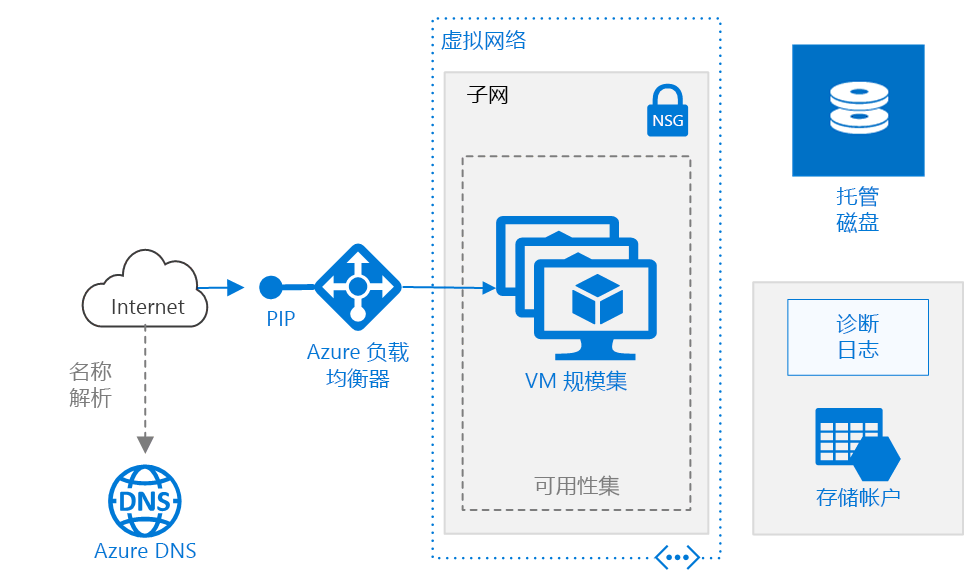 虚拟网络
子网
NSG
托管
磁盘
Internet
PIP
Azure 负载
均衡器
VM 规模集
诊断
日志
名称
解析
可用性集
存储帐户
DNS
Azure DNS